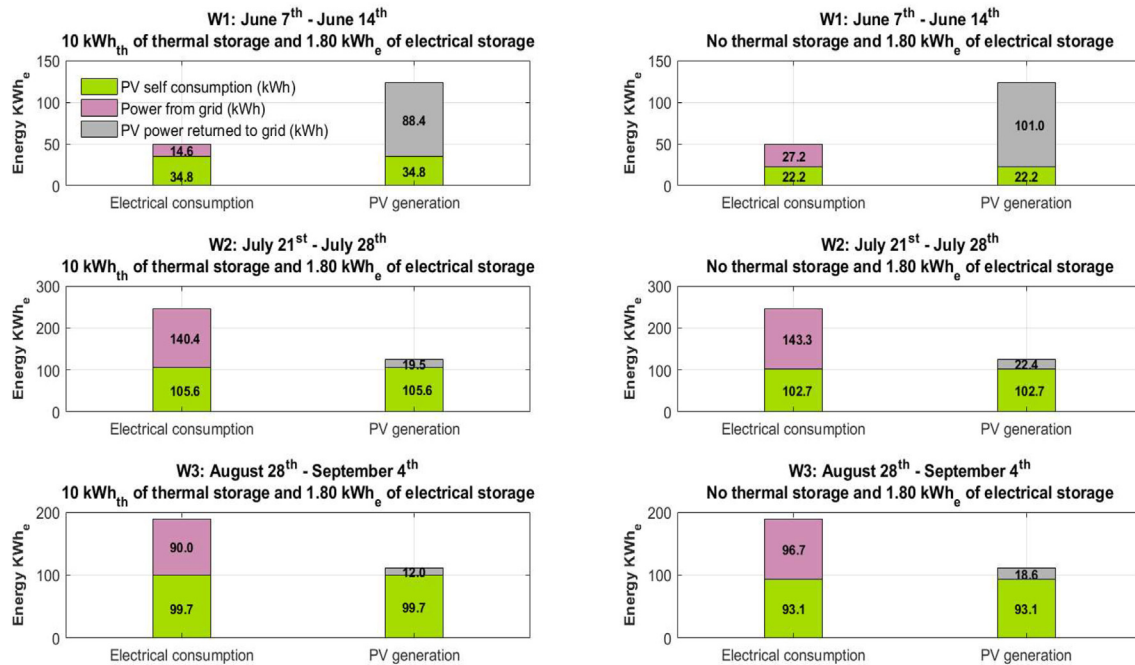 W1: June 7th - June 14th
10 kWhth of thermal storage and 1.80 kWhe of electrical storage
Energy KWhe
150
100
50
0
PV self consumption (kWh)
Power from grid (kWh)
PV power returned to grid (kWh)
14.6
34.8
88.4
34.8
Electrical consumption
PV generation
W1: June 7th - June 14th
No thermal storage and 1.80 kWhe of electrical storage
Energy KWhe
150
100
50
0
27.2
22.2
101.0
22.2
Electrical consumption
PV generation
W2: July 21st - July 28th
10 kWhth of thermal storage and 1.80 kWhe of electrical storage
Energy KWhe
300
200
100
0
140.4
105.6
19.5
105.6
Electrical consumption
PV generation
W2: July 21st - July 28th
No thermal storage and 1.80 kWhe of electrical storage
Energy KWhe
300
200
100
0
143.3
102.7
22.4
102.7
Electrical consumption
PV generation
W3: August 28th - September 4th
10 kWhth of thermal storage and 1.80 kWhe of electrical storage
Energy KWhe
200
100
0
90.0
99.7
12.0
99.7
Electrical consumption
PV generation
W3: August 28th - September 4th
No thermal storage and 1.80 kWhe of electrical storage
Energy KWhe
200
100
0
96.7
93.1
18.6
93.1
Electrical consumption
PV generation